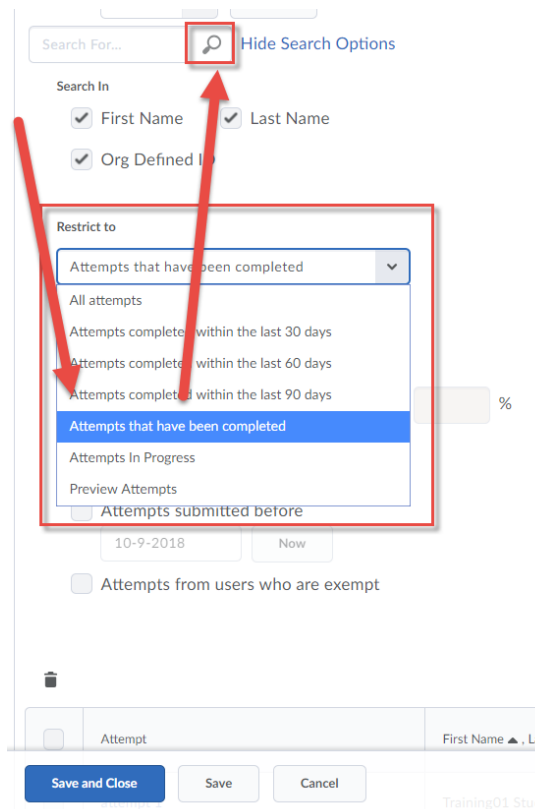 Search For... Hide Search Options
Search In
First Name Last Name
Org Defined ID
Restrict to
Attempts that have been completed
All attempts
Attempts completed within the last 30 days
Attempts completed within the last 60 days
Attempts completed within the last 90 days
%
Attempts that have been completed
Attempts In Progress
Preview Attempts
Attempts submitted before
10-9-2018 Now
Attempts from users who are exempt
Attempt First Name ▲ , L
Save and Close Save Cancel
Training01 Stu